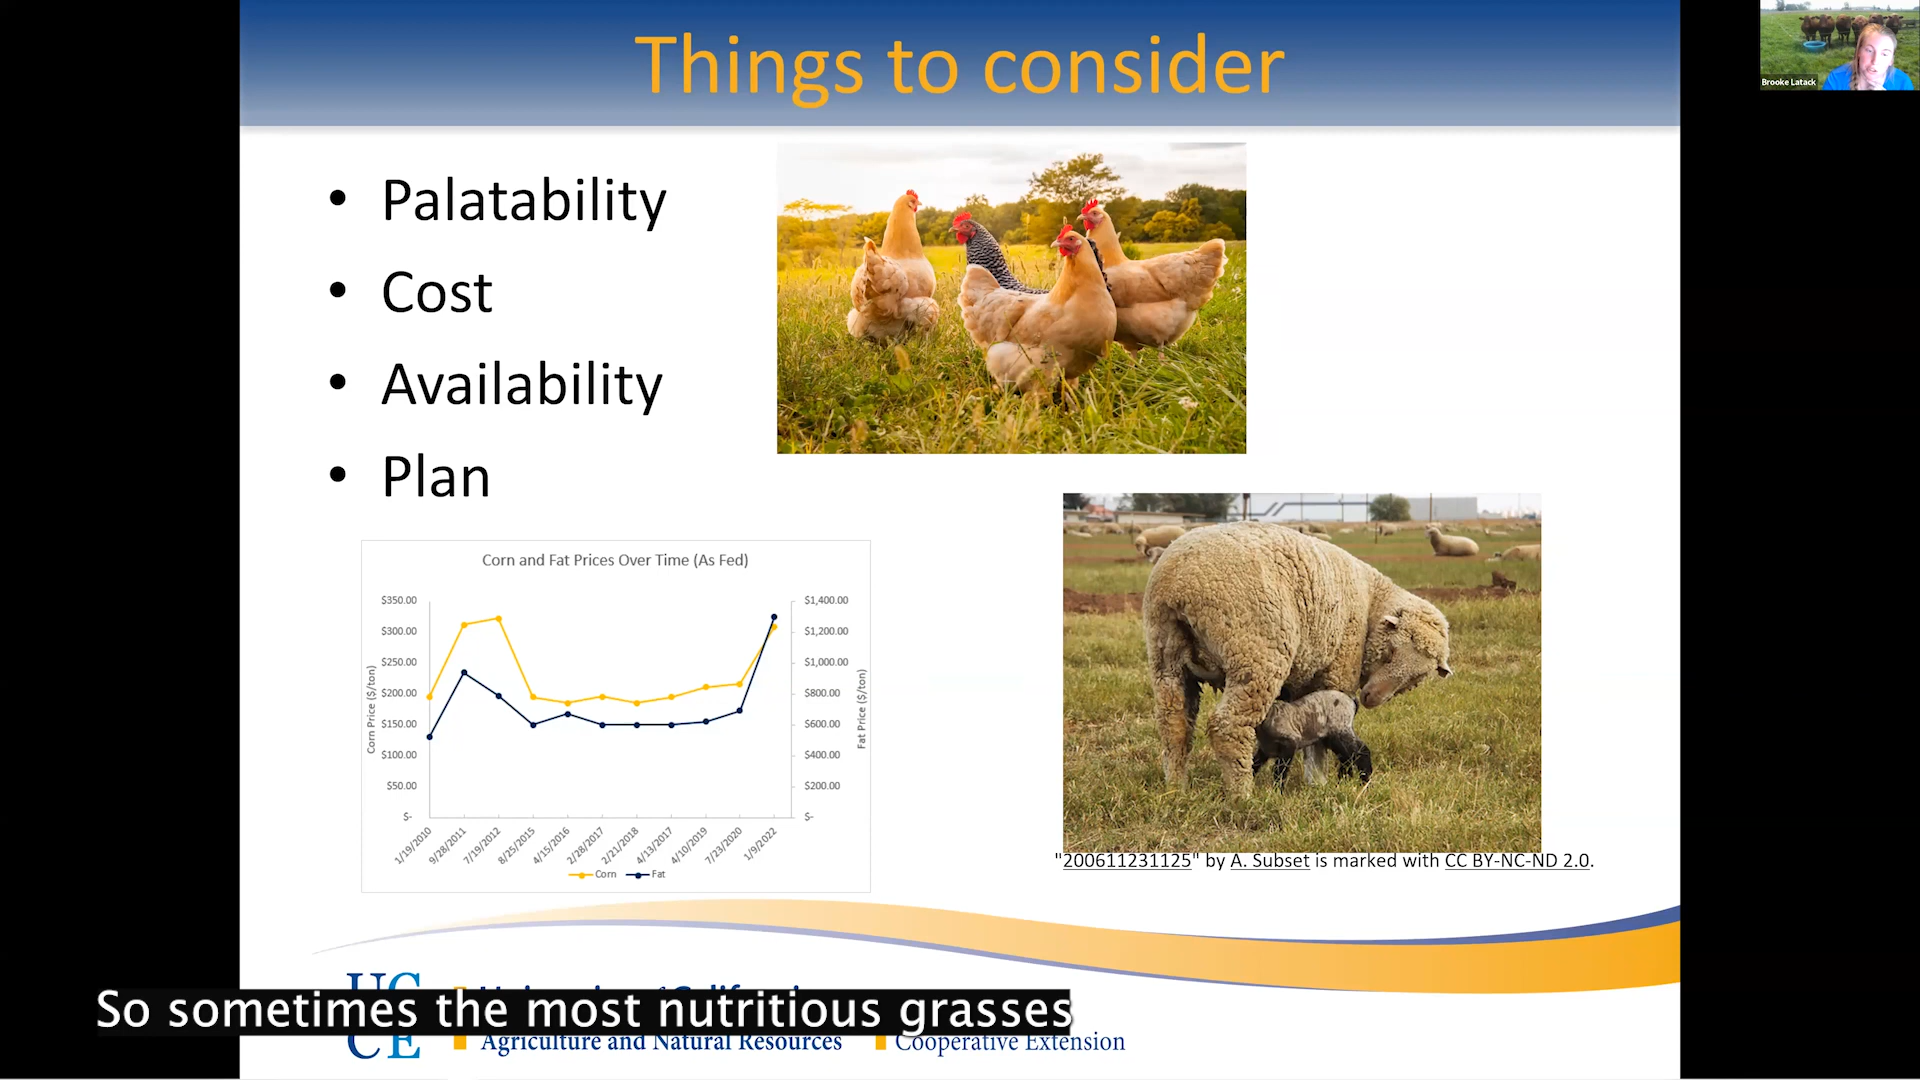 Things to consider
Brooke Latack
• Palatability
• Cost
• Availability
• Plan
Corn and Fat Prices Over Time (As Fed)
$350.00
$300.00
$250.00
$200.00
$150.00
$100.00
$50.00
$-
Corn Price ($/ton)
$1,400.00
$1,200.00
$1,000.00
$800.00
$600.00
$400.00
$200.00
$-
Fat Price ($/ton)
1/19/2010
9/28/2011
7/19/2012
8/25/2015
4/15/2016
2/28/2017
2/21/2018
4/13/2017
4/10/2019
7/23/2020
1/9/2022
Corn Fat
"200611231125" by A. Subset is marked with CC BY-NC-ND 2.0.
UC
CE
So sometimes the most nutritious grasses
Agriculture and Natural Resources Cooperative Extension